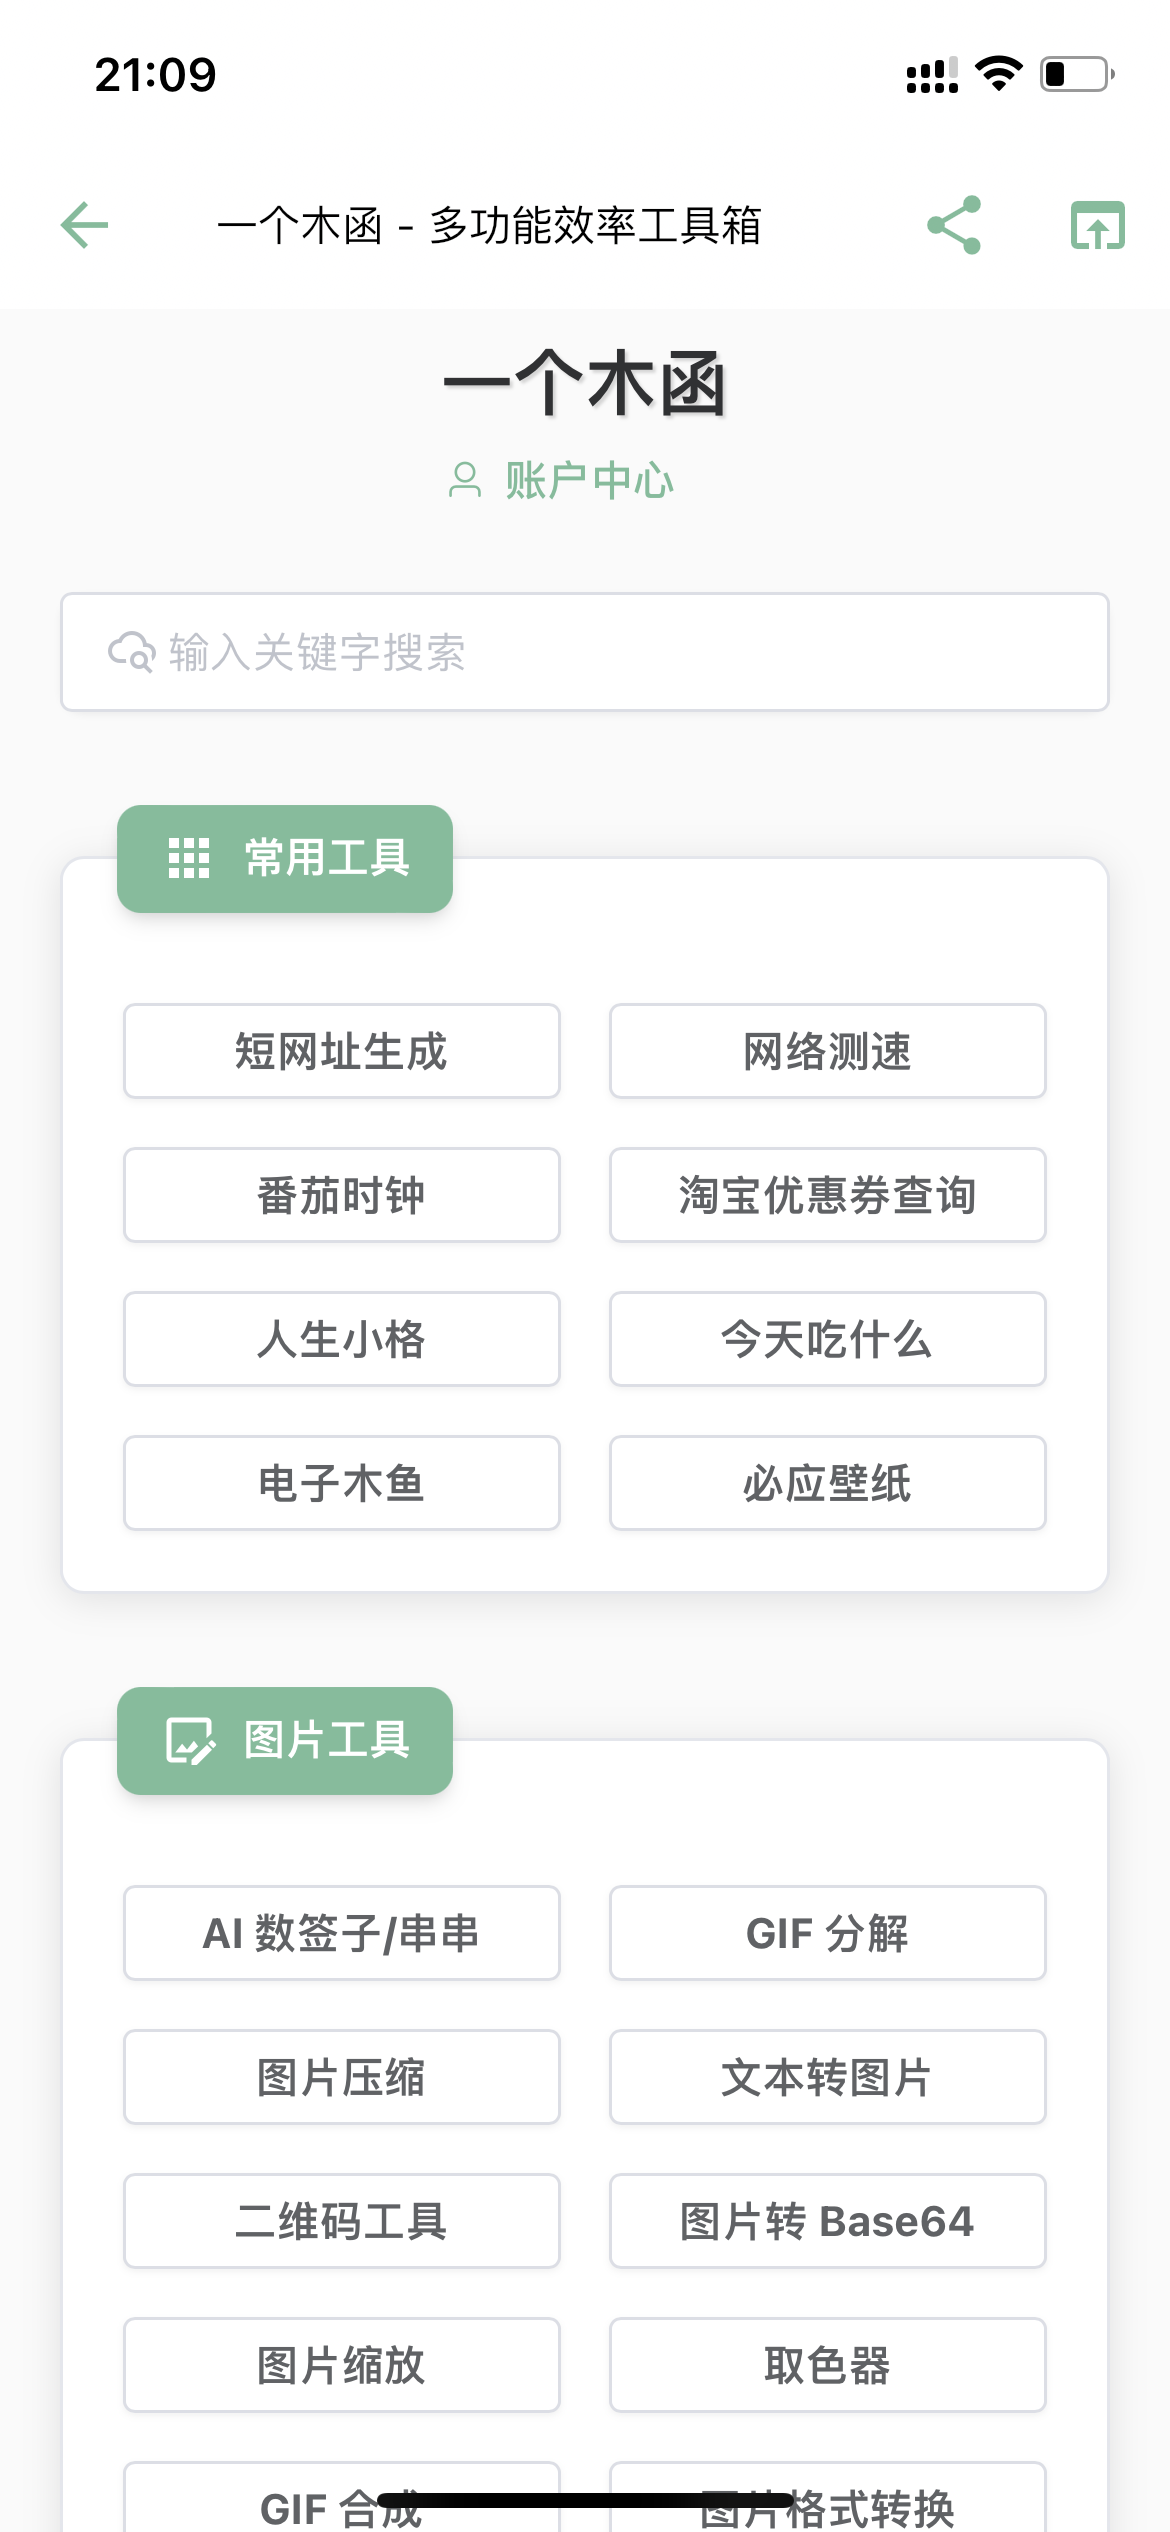 21:09
一个木函 - 多功能效率工具箱
一个木函
账户中心
输入关键字搜索
常用工具
短网址生成
网络测速
番茄时钟
淘宝优惠券查询
人生小格
今天吃什么
电子木鱼
必应壁纸
图片工具
AI 数签子/串串
GIF 分解
图片压缩
文本转图片
二维码工具
图片转 Base64
图片缩放
取色器
GIF 合成
图片格式转换